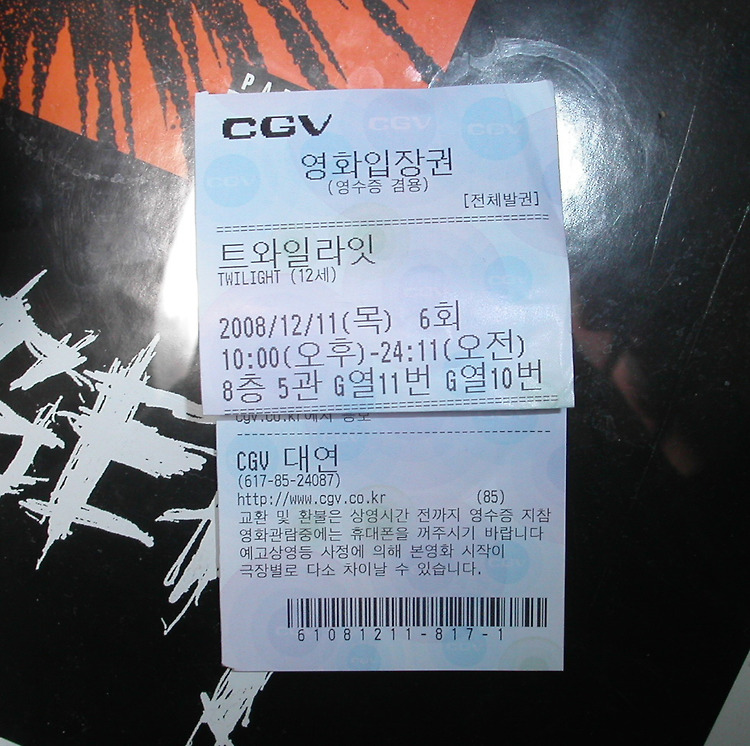 CGV
영화입장권
(영수증 겸용)
[전체발권]
트와일라잇
TWILIGHT (12세)
2008/12/11(목) 6회
10:00(오후)-24:11(오전)
8층 5관 G열11번 G열10번
CGV 대연
(617-85-24087)
http://www.cgv.co.kr (85)
교환 및 환불은 상영시간 전까지 영수증 지참
영화관람중에는 휴대폰을 꺼주시기 바랍니다
예고상영등 사정에 의해 본영화 시작이
극장별로 다소 차이날 수 있습니다.
61081211-817-1